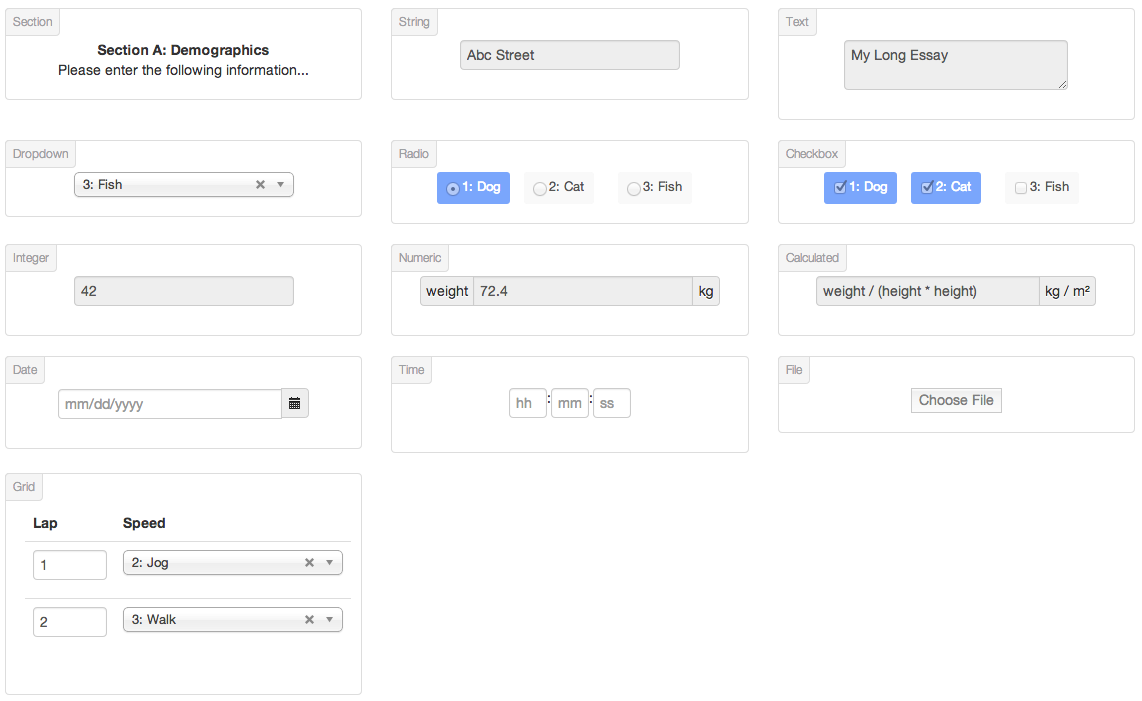 Section
Section A: Demographics
Please enter the following information...
String
Abc Street
Text
My Long Essay
Dropdown
3: Fish
Radio
1: Dog 2: Cat 3: Fish
Checkbox
1: Dog 2: Cat 3: Fish
Integer
42
Numeric
weight 72.4 kg
Calculated
weight / (height * height) kg / m²
Date
mm/dd/yyyy
Time
hh : mm : ss
File
Choose File
Grid
Lap Speed
1 2: Jog
2 3: Walk